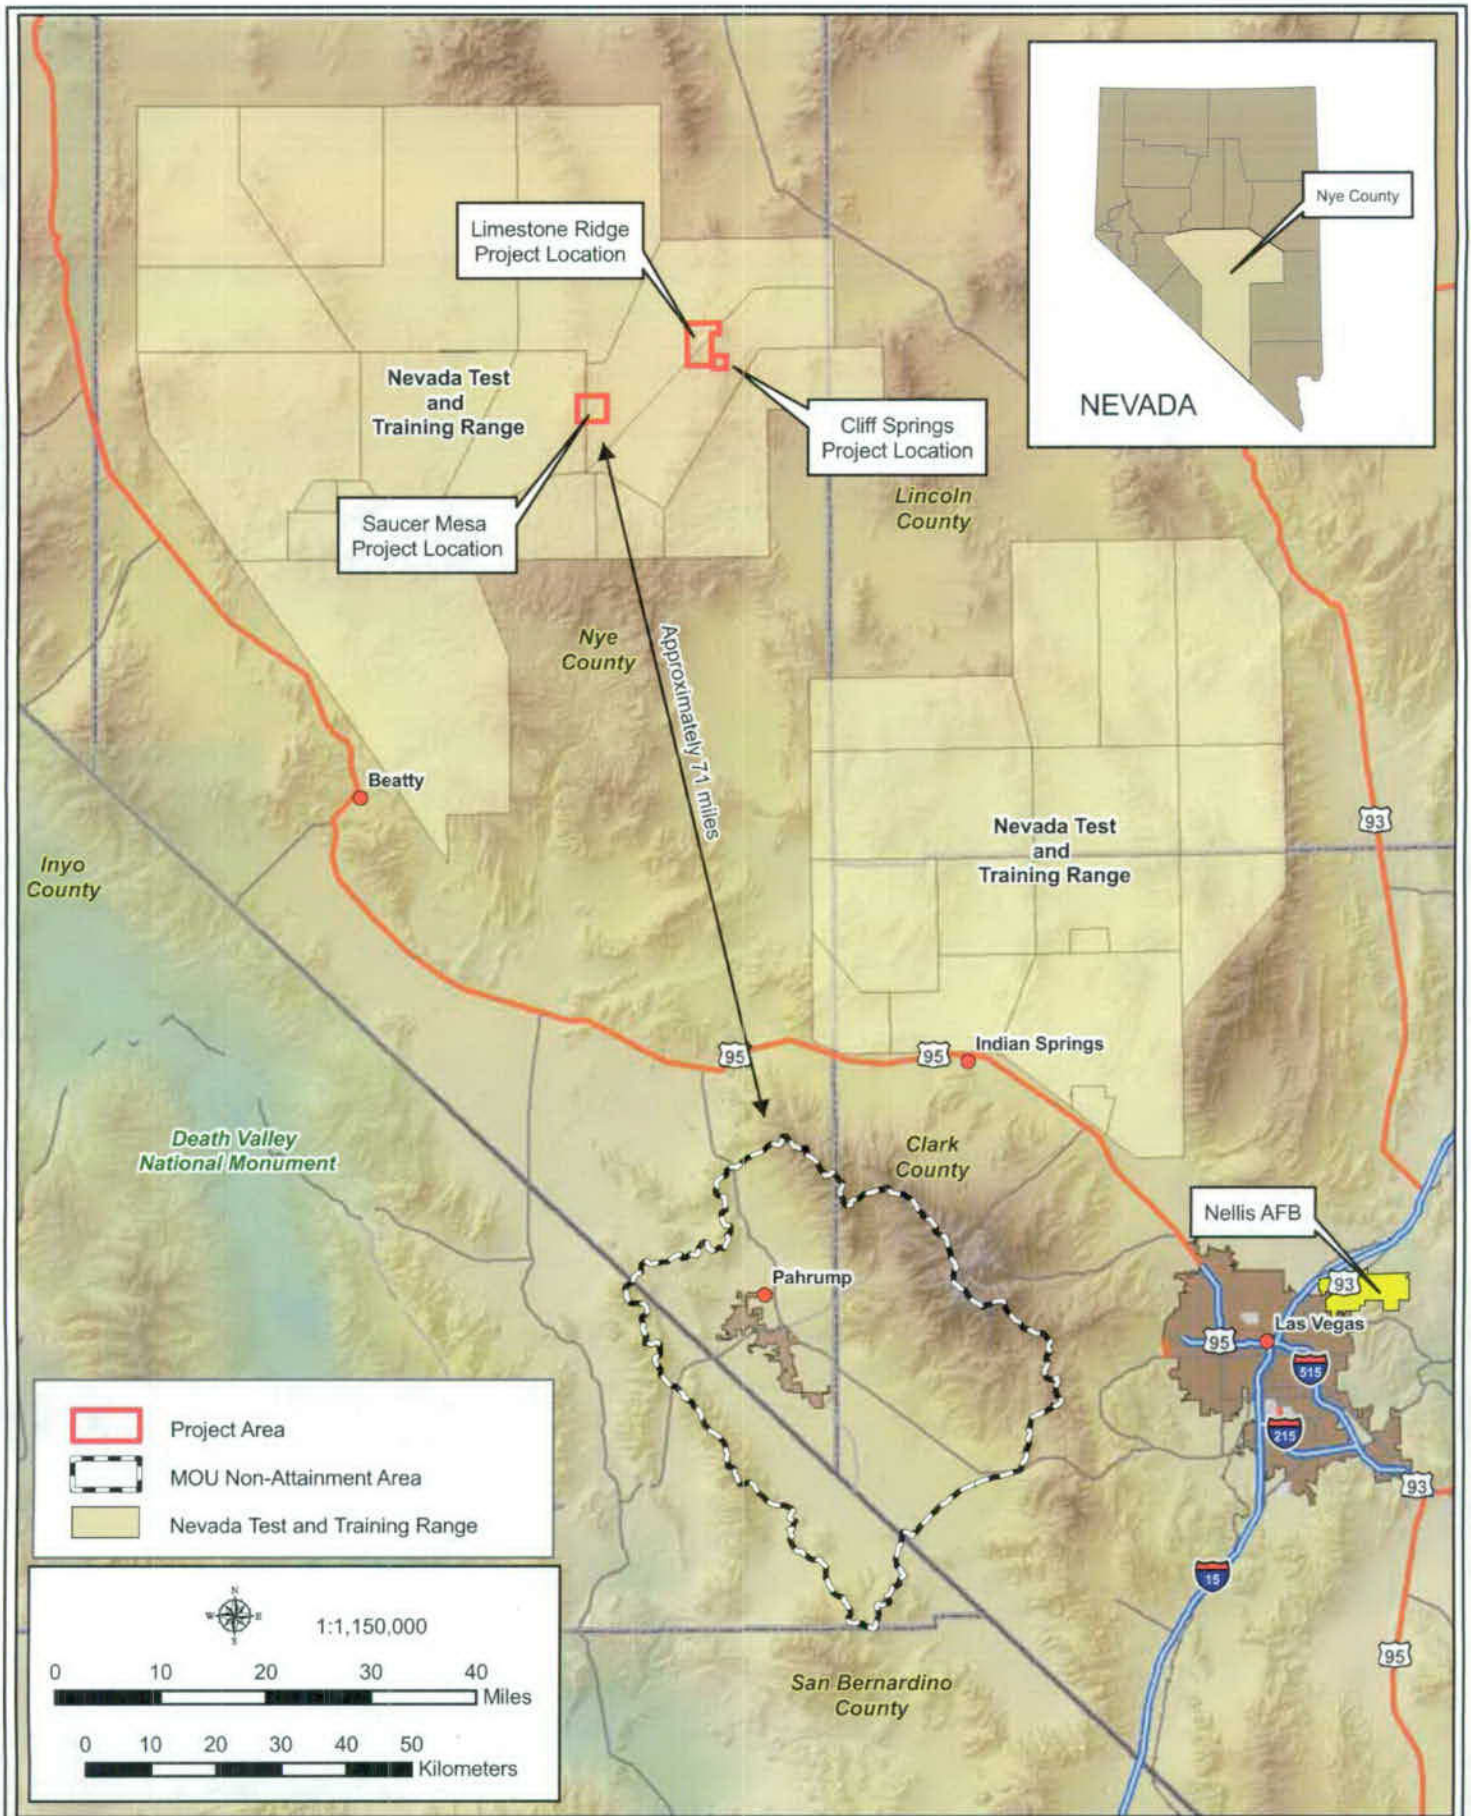 Limestone Ridge
Project Location
Nye County
NEVADA
Nevada Test
and
Training Range
Cliff Springs
Project Location
Lincoln
County
Saucer Mesa
Project Location
Nye
County
Approximately 71 miles
Beatty
93
Nevada Test
and
Training Range
Inyo
County
95
95
Indian Springs
Death Valley
National Monument
Clark
County
Nellis AFB
Pahrump
93
Las Vegas
95
515
215
93
15
95
San Bernardino
County
Project Area
MOU Non-Attainment Area
Nevada Test and Training Range
N
W E
S
1:1,150,000
0 10 20 30 40
Miles
0 10 20 30 40 50
Kilometers